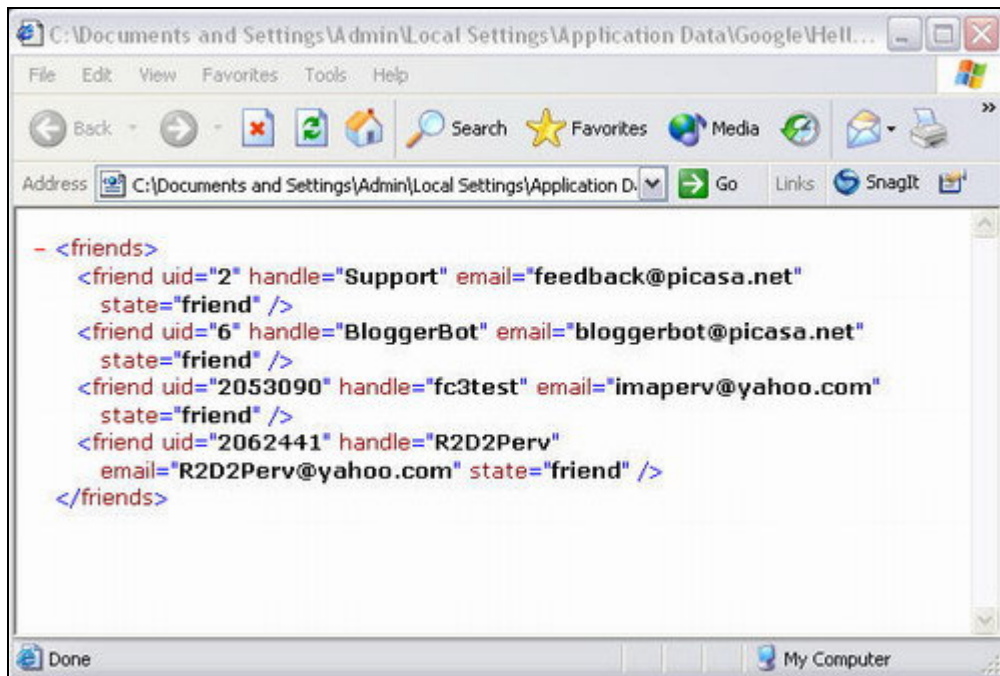 C:\Documents and Settings\Admin\Local Settings\Application Data\Google\Hell...
File Edit View Favorites Tools Help
Back Search Favorites Media »
Address C:\Documents and Settings\Admin\Local Settings\Application D Go Links SnagIt
- <friends>
<friend uid="2" handle="Support" email="feedback@picasa.net"
state="friend" />
<friend uid="6" handle="BloggerBot" email="bloggerbot@picasa.net"
state="friend" />
<friend uid="2053090" handle="fc3test" email="imaperv@yahoo.com"
state="friend" />
<friend uid="2062441" handle="R2D2Perv"
email="R2D2Perv@yahoo.com" state="friend" />
</friends>
Done My Computer